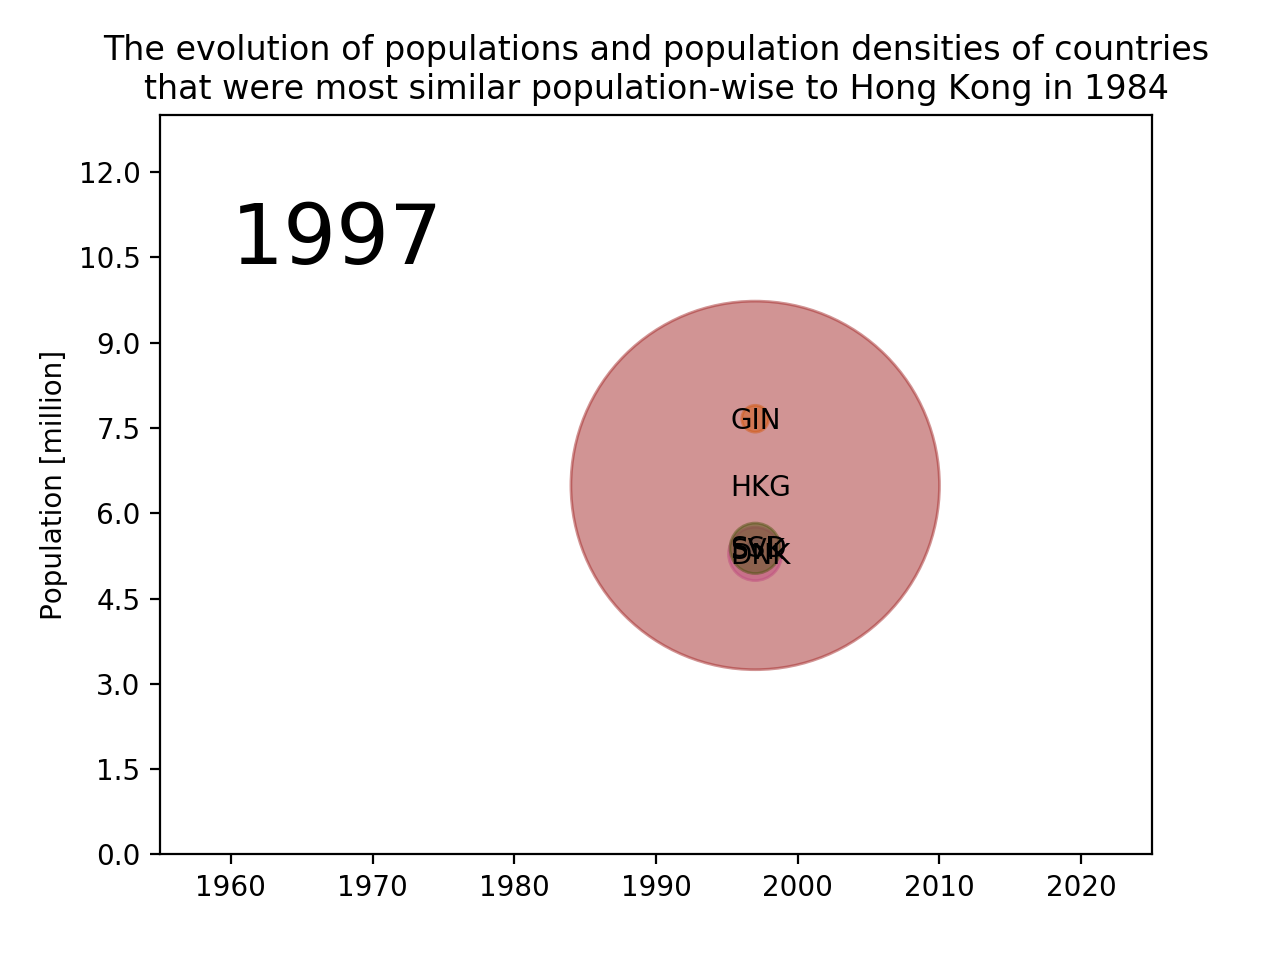 The evolution of populations and population densities of countries
that were most similar population-wise to Hong Kong in 1984
12.0
1997
10.5
9.0
Population [million]
7.5
GIN
HKG
6.0
DNK
4.5
3.0
1.5
0.0
1960 1970 1980 1990 2000 2010 2020